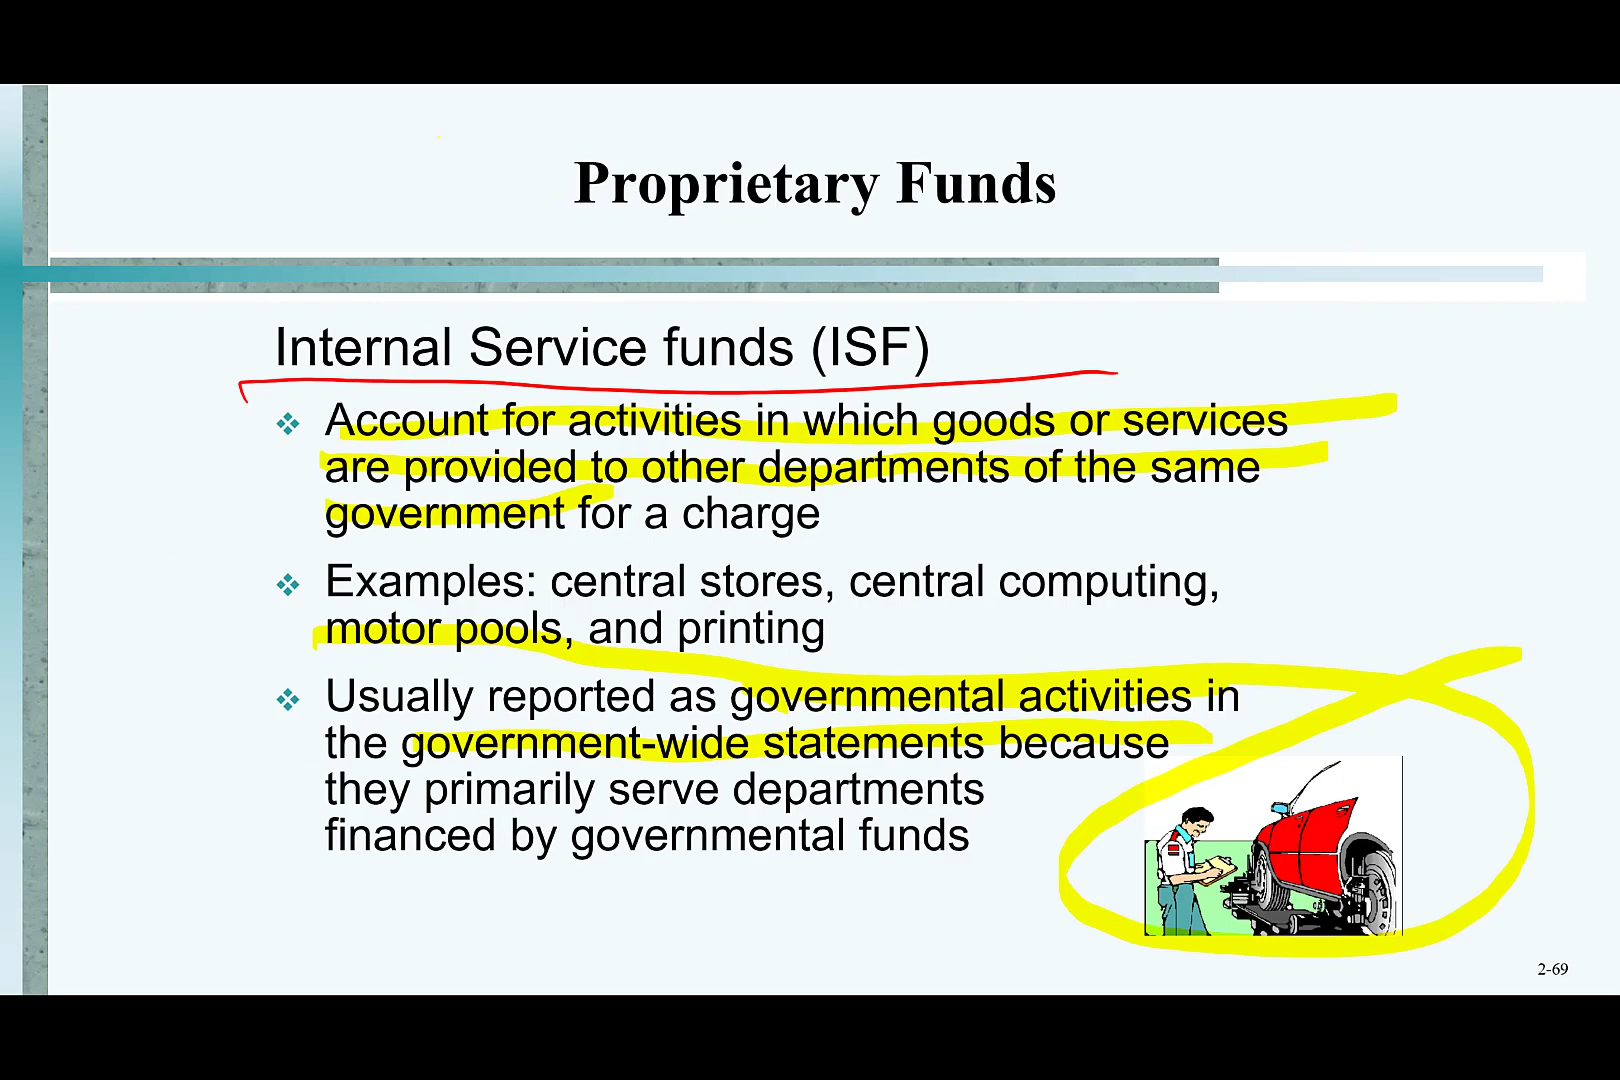 Proprietary Funds
Internal Service funds (ISF)
Account for activities in which goods or services
are provided to other departments of the same
government for a charge
Examples: central stores, central computing,
motor pools, and printing
Usually reported as governmental activities in
the government-wide statements because
they primarily serve departments
financed by governmental funds
2-69